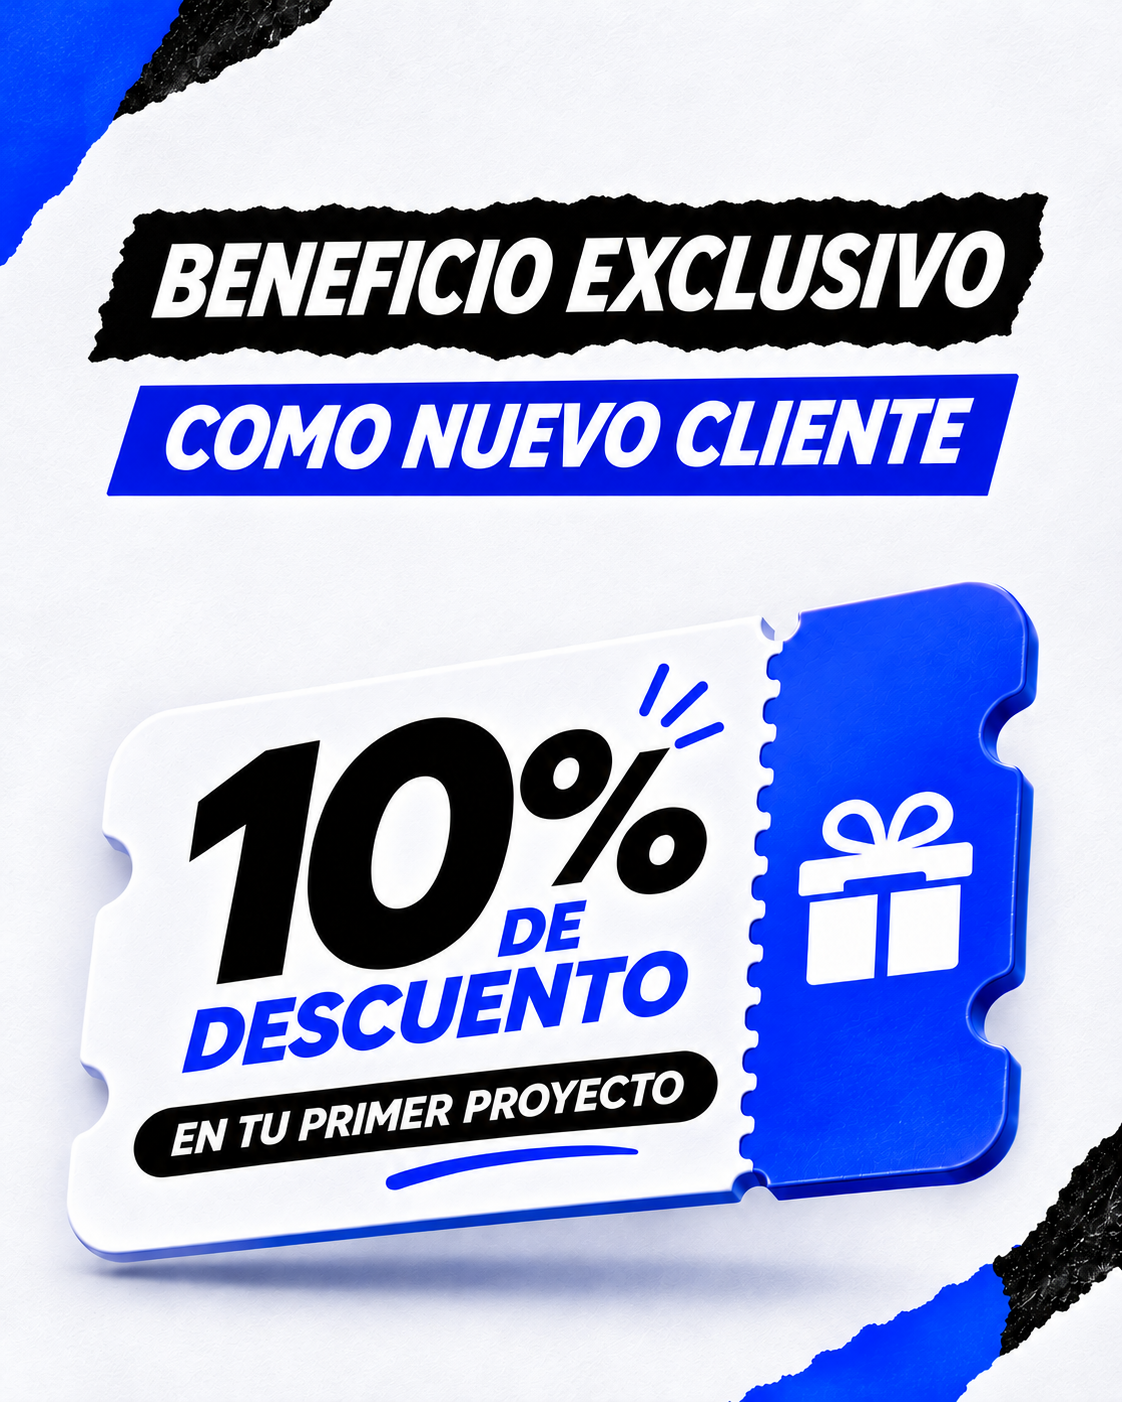 BENEFICIO EXCLUSIVO
COMO NUEVO CLIENTE
10%
DE
DESCUENTO
EN TU PRIMER PROYECTO